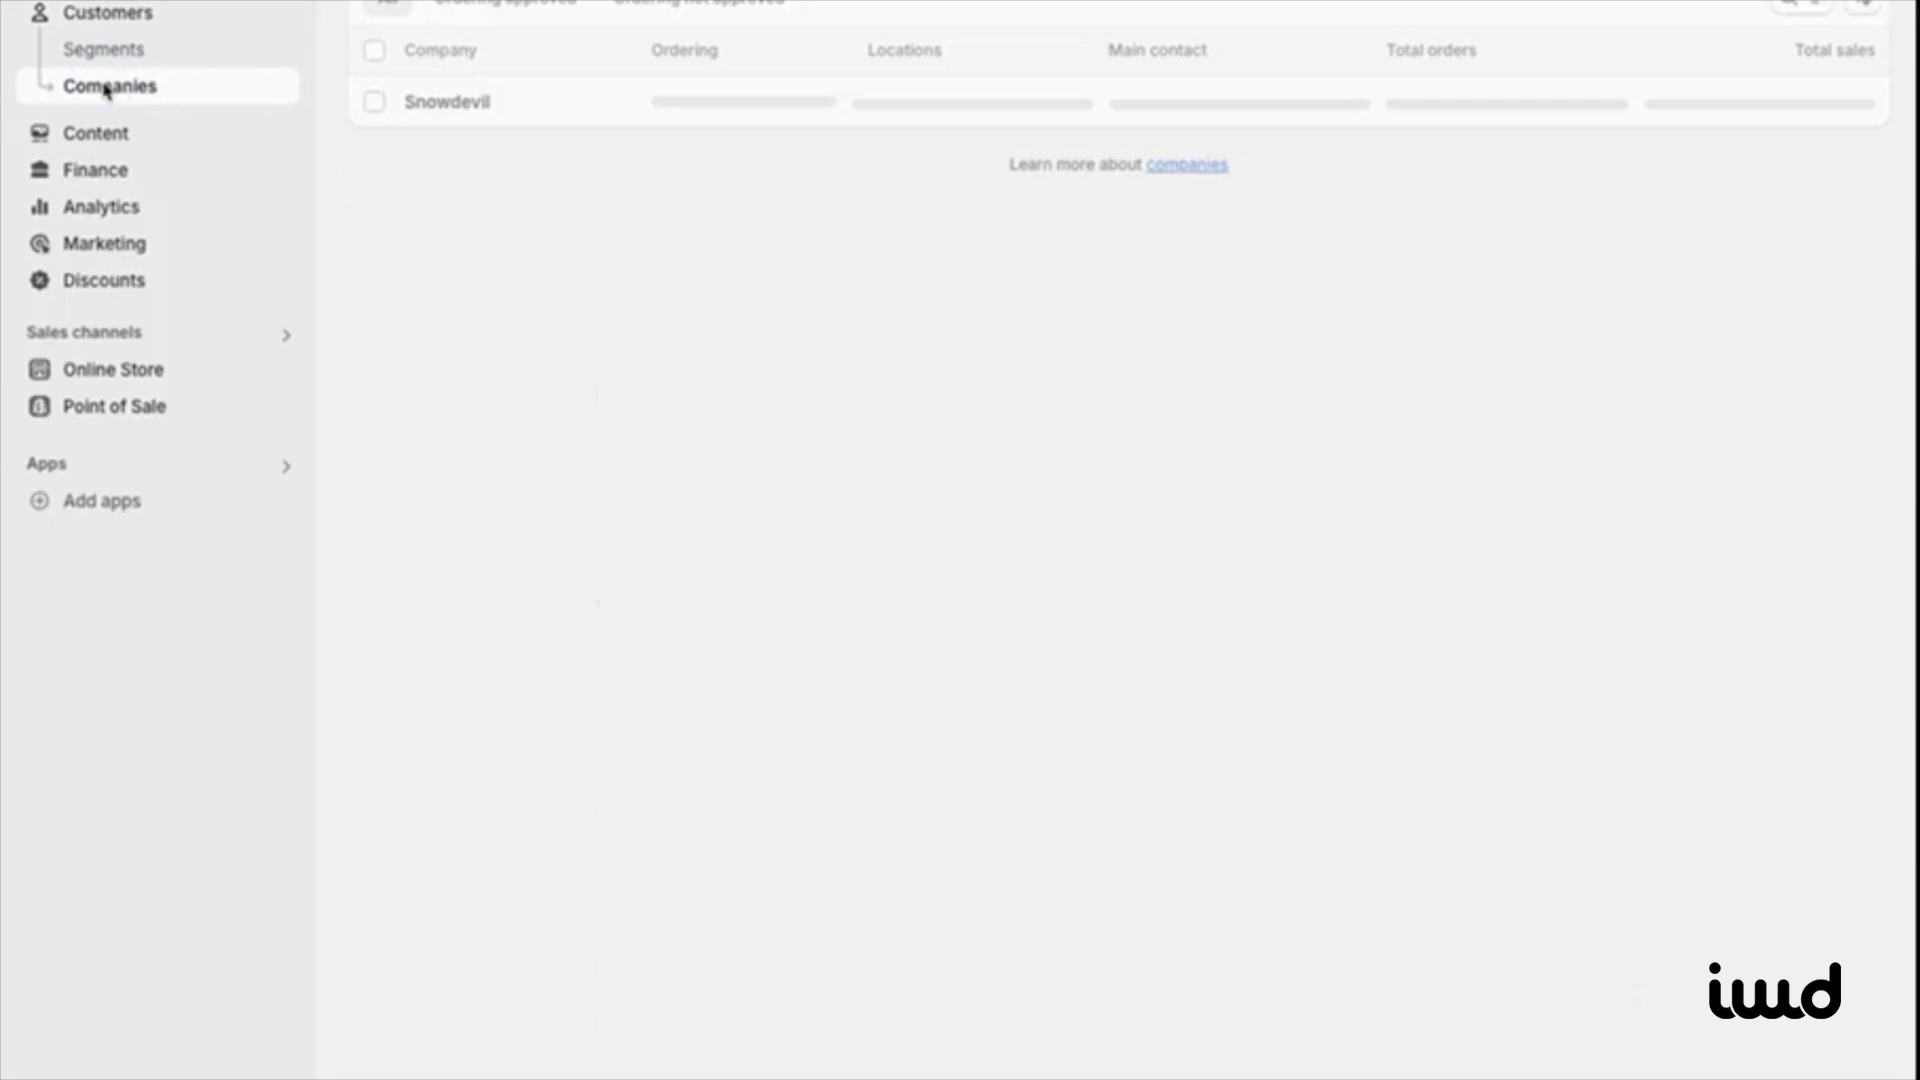 Customers
Segments
Companies
Content
Finance
Analytics
Marketing
Discounts
Sales channels
Online Store
Point of Sale
Apps
Add apps
All Ordering approved Ordering not approved
Company Ordering Locations Main contact Total orders Total sales
Snowdevil
Learn more about companies
iwd